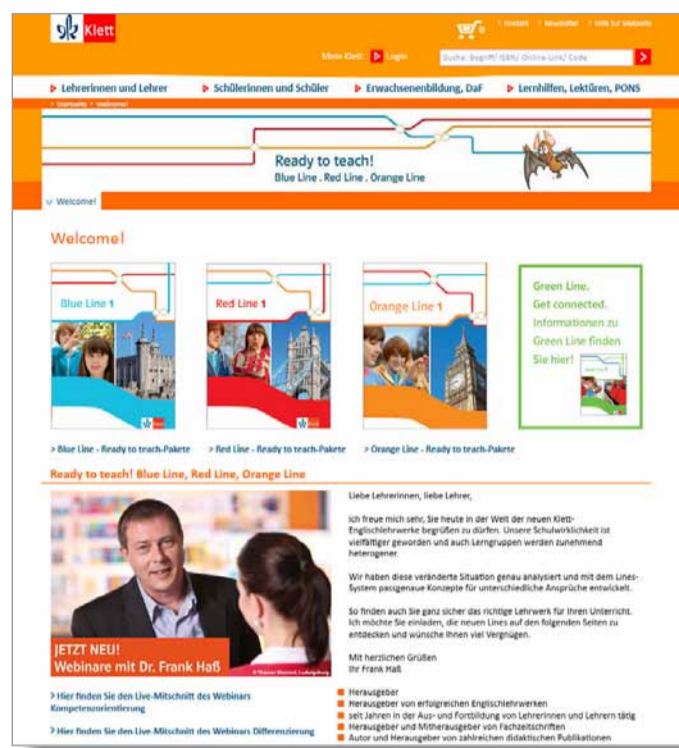 Klett
0
› Kontakt › Newsletter › Hilfe zur Webseite
Mein Klett: Login
Suche: Begriff/ ISBN/ Online-Link/ Code
Lehrerinnen und Lehrer
Schülerinnen und Schüler
Erwachsenenbildung, DaF
Lernhilfen, Lektüren, PONS
› Startseite › Welcome!
Ready to teach!
Blue Line . Red Line . Orange Line
Welcome!
Welcome!
Blue Line 1
Red Line 1
Orange Line 1
Green Line.
Get connected.
Informationen zu
Green Line finden
Sie hier!
> Blue Line - Ready to teach-Pakete
> Red Line - Ready to teach-Pakete
> Orange Line - Ready to teach-Pakete
Ready to teach! Blue Line, Red Line, Orange Line
JETZT NEU!
Webinare mit Dr. Frank Haß
> Hier finden Sie den Live-Mitschnitt des Webinars
Kompetenzorientierung
> Hier finden Sie den Live-Mitschnitt des Webinars Differenzierung
Liebe Lehrerinnen, liebe Lehrer,
ich freue mich sehr, Sie heute in der Welt der neuen Klett-
Englischlehrwerke begrüßen zu dürfen. Unsere Schulwirklichkeit ist
vielfältiger geworden und auch Lerngruppen werden zunehmend
heterogener.
Wir haben diese veränderte Situation genau analysiert und mit dem Lines-
System passgenaue Konzepte für unterschiedliche Ansprüche entwickelt.
So finden auch Sie ganz sicher das richtige Lehrwerk für Ihren Unterricht.
Ich möchte Sie einladen, die neuen Lines auf den folgenden Seiten zu
entdecken und wünsche Ihnen viel Vergnügen.
Mit herzlichen Grüßen
Ihr Frank Haß
Herausgeber
Herausgeber von erfolgreichen Englischlehrwerken
seit Jahren in der Aus- und Fortbildung von Lehrerinnen und Lehrern tätig
Herausgeber und Mitherausgeber von Fachzeitschriften
Autor und Herausgeber von zahlreichen didaktischen Publikationen